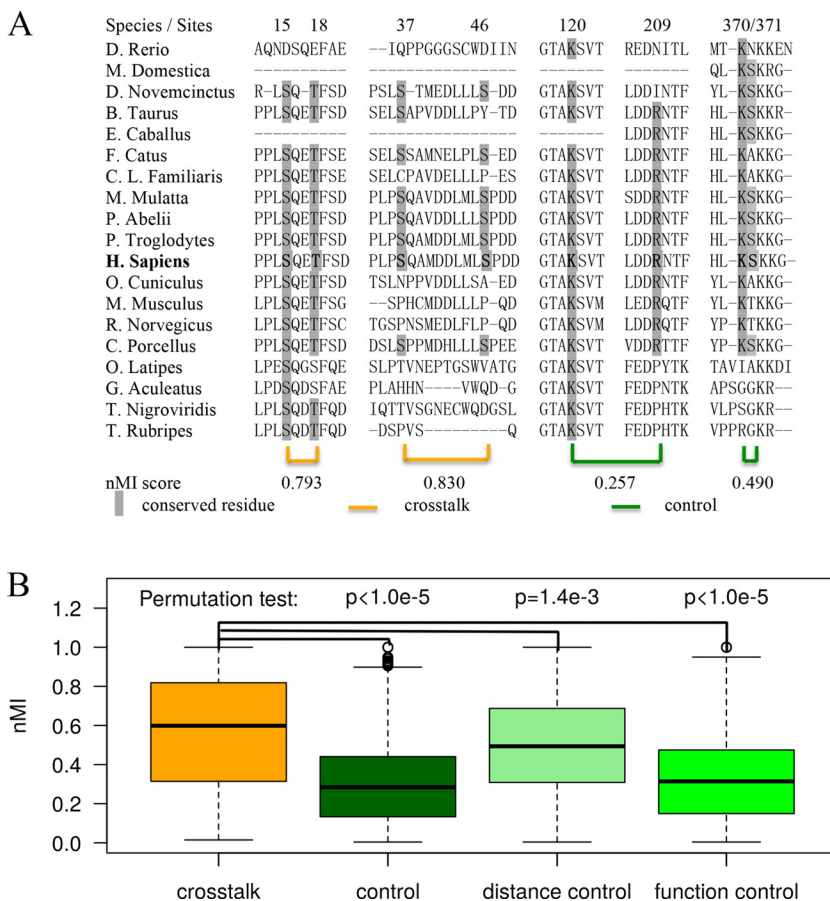 A
Species / Sites 15 18 37 46 120 209 370/371
D. Rerio AQNDSQEFAE --IQPPGGGSCWDIIN GTAKSVT REDNITL MT-KNKKEN
M. Domestica ---------- ---------------- ------- ------- QL-KSKRG-
D. Novemcinctus R-LSQ-TFSD PSLS-TMEDLLLS-DD GTAKSVT LDDINTF YL-KSKKG-
B. Taurus PPLSQETFSD SELSAPVDDLLPY-TD GTAKSVT LDDRNTF HL-KSKKR-
E. Caballus ---------- ---------------- ------- LDDRNTF HL-KSKKG-
F. Catus PPLSQETFSE SELSSAMNELPLS-ED GTAKSVT LDDRNTF HL-KAKKG-
C. L. Familiaris PPLSQETFSE SELCPAVDELLLP-ES GTAKSVT LDDRNTF HL-KAKKG-
M. Mulatta PPLSQETFSD PLPSQAVDDLMLSPDD GTAKSVT SDDRNTF HL-KSKKG-
P. Abelii PPLSQETFSD PLPSQAVDDLLLSPDD GTAKSVT LDDRNTF HL-KSKKG-
P. Troglodytes PPLSQETFSD PLPSQAVDDLMLSPDD GTAKSVT LDDRNTF HL-KSKKG-
H. Sapiens PPLSQETFSD PLPSQAMDDLMLSPDD GTAKSVT LDDRNTF HL-KSKKG-
O. Cuniculus PPLSQETFSD TSLNPPVDDLLSA-ED GTAKSVT LDDRNTF YL-KAKKG-
M. Musculus LPLSQETFSG --SPHCMDDLLLP-QD GTAKSVM LEDRQTF HL-KTKKG-
R. Norvegicus LPLSQETFSC TGSPNSMEDLFLP-QD GTAKSVM LEDRQTF YP-KTKKG-
C. Porcellus PPLSQETFSD DSLSPPMDHLLLSPEE GTAKSVT VDDRTTF YP-KSKKG-
O. Latipes LPESQGSFQE SLPTVNEPTGSWVATG GTAKSVT FEDPYTK TAVIAKKDI
G. Aculeatus LPDSQDSFAE PLAHHN----VWQD-G GTAKSVT FEDPNTK APSGGKR--
T. Nigroviridis LPLSQDTFQD IQTTVSGNECWQDGSL GTAKSVT FEDPHTK VLPSGKR--
T. Rubripes LPLSQDTFQD -DSPVS---------Q GTAKSVT FEDPHTK VPPRGKR--
nMI score 0.793 0.830 0.257 0.490
conserved residue crosstalk control
B
Permutation test: p<1.0e-5 p=1.4e-3 p<1.0e-5
1.2
1.0
0.8
0.6
0.4
0.2
0.0
nMI
crosstalk control distance control function control